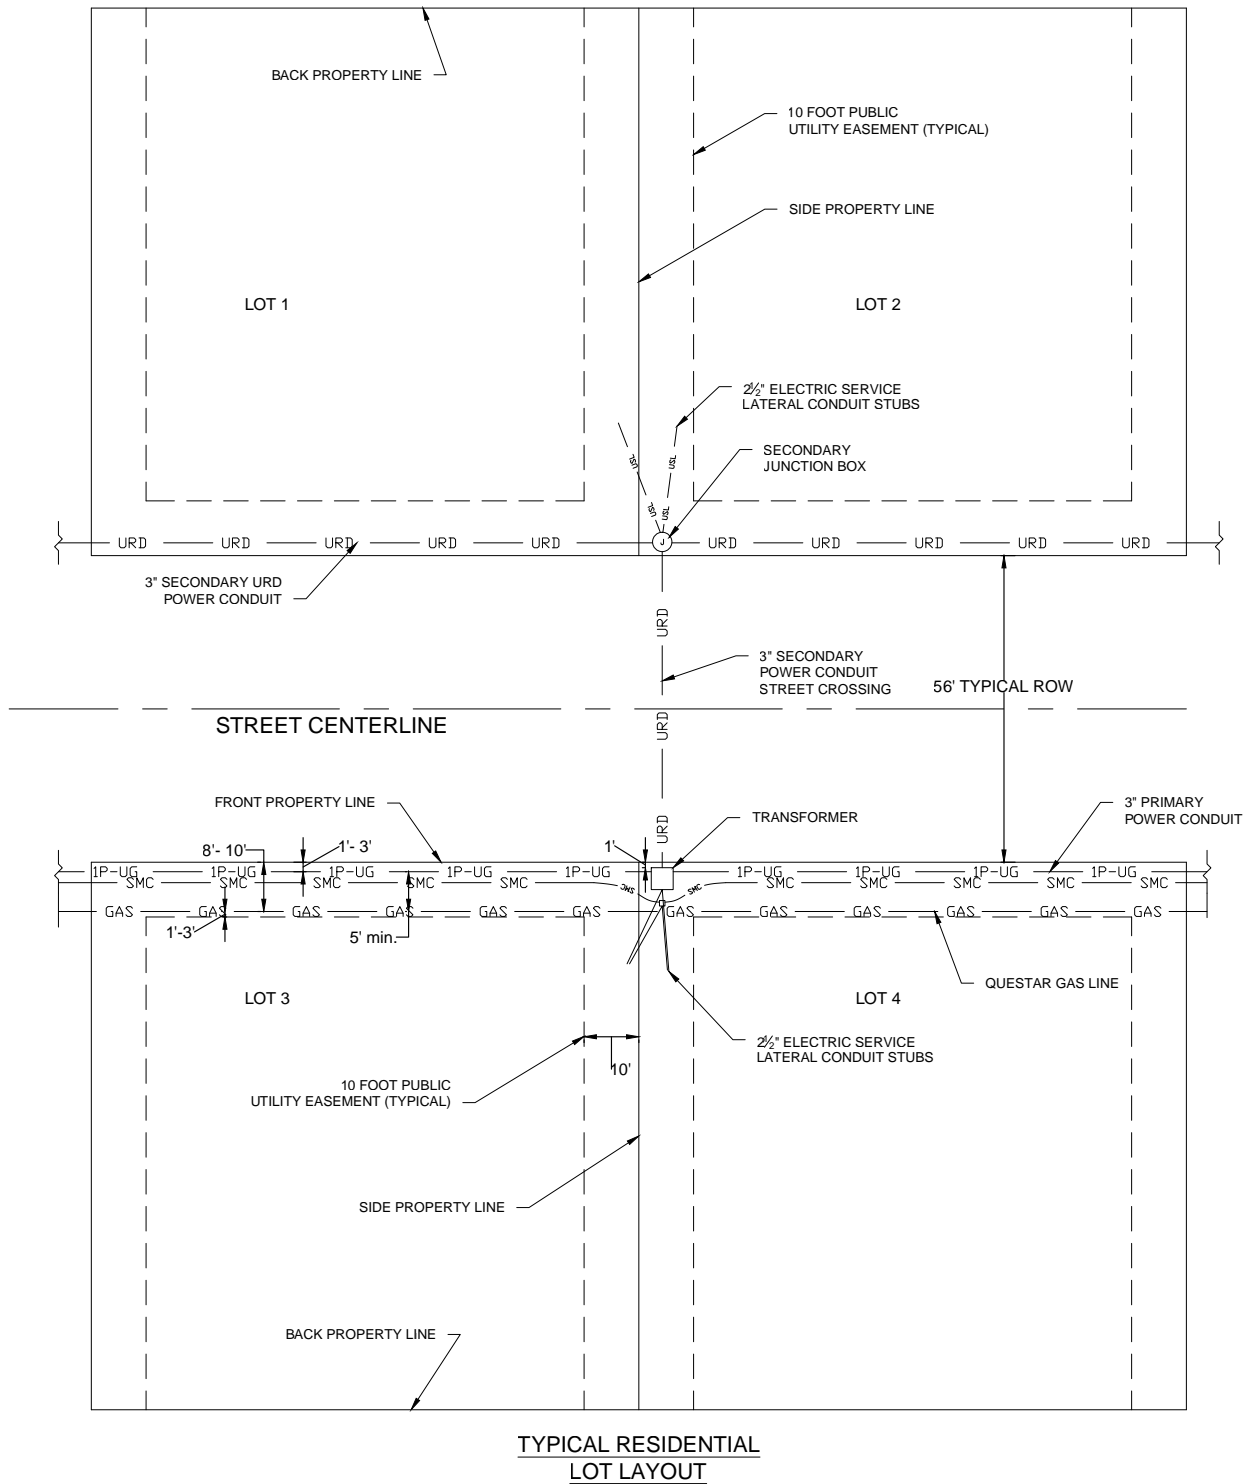 BACK PROPERTY LINE
10 FOOT PUBLIC
UTILITY EASEMENT (TYPICAL)
SIDE PROPERTY LINE
LOT 1
LOT 2
2½" ELECTRIC SERVICE
LATERAL CONDUIT STUBS
SECONDARY
JUNCTION BOX
USL
USL
USL
USL
J
URD URD URD URD URD URD URD URD URD URD
3" SECONDARY URD
POWER CONDUIT
URD
3" SECONDARY
POWER CONDUIT
STREET CROSSING
56' TYPICAL ROW
URD
STREET CENTERLINE
FRONT PROPERTY LINE
3" PRIMARY
POWER CONDUIT
TRANSFORMER
URD
8'- 10'
1'- 3'
1'
1P-UG 1P-UG 1P-UG 1P-UG 1P-UG 1P-UG 1P-UG 1P-UG 1P-UG
SMC SMC SMC SMC SMC SMC SMC SMC SMC SMC SMC SMC
GAS GAS GAS GAS GAS GAS GAS GAS GAS GAS
1'-3'
5' min.
QUESTAR GAS LINE
LOT 3
LOT 4
2½" ELECTRIC SERVICE
LATERAL CONDUIT STUBS
10'
10 FOOT PUBLIC
UTILITY EASEMENT (TYPICAL)
SIDE PROPERTY LINE
BACK PROPERTY LINE
TYPICAL RESIDENTIAL
LOT LAYOUT